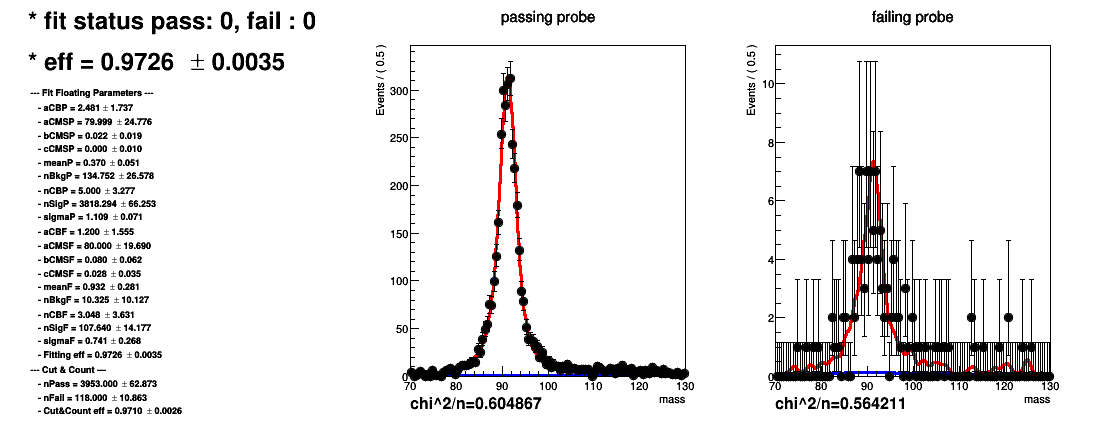 * fit status pass: 0, fail : 0
* eff = 0.9726 ± 0.0035
--- Fit Floating Parameters ---
- aCBP = 2.481 ± 1.737
- aCMSP = 79.999 ± 24.776
- bCMSP = 0.022 ± 0.019
- cCMSP = 0.000 ± 0.010
- meanP = 0.370 ± 0.051
- nBkgP = 134.752 ± 26.578
- nCBP = 5.000 ± 3.277
- nSigP = 3818.294 ± 66.253
- sigmaP = 1.109 ± 0.071
- aCBF = 1.200 ± 1.555
- aCMSF = 80.000 ± 19.690
- bCMSF = 0.080 ± 0.062
- cCMSF = 0.028 ± 0.035
- meanF = 0.932 ± 0.281
- nBkgF = 10.325 ± 10.127
- nCBF = 3.048 ± 3.631
- nSigF = 107.640 ± 14.177
- sigmaF = 0.741 ± 0.268
- Fitting eff = 0.9726 ± 0.0035
--- Cut & Count ---
- nPass = 3953.000 ± 62.873
- nFail = 118.000 ± 10.863
- Cut&Count eff = 0.9710 ± 0.0026
passing probe
Events / ( 0.5 )
300
250
200
150
100
50
0
70 80 90 100 110 120 130
mass
chi^2/n=0.604867
failing probe
Events / ( 0.5 )
10
8
6
4
2
0
70 80 90 100 110 120 130
mass
chi^2/n=0.564211